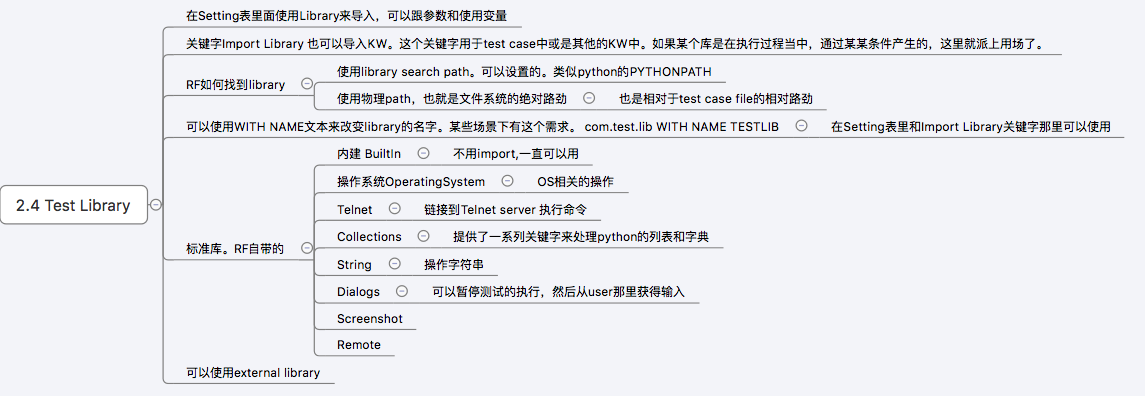 2.4 Test Library
在Setting表里面使用Library来导入，可以跟参数和使用变量
关键字Import Library 也可以导入KW。这个关键字用于test case中或是其他的KW中。如果某个库是在执行过程当中，通过某某条件产生的，这里就派上用场了。
RF如何找到library
使用library search path。可以设置的。类似python的PYTHONPATH
使用物理path，也就是文件系统的绝对路劲
也是相对于test case file的相对路劲
可以使用WITH NAME文本来改变library的名字。某些场景下有这个需求。 com.test.lib WITH NAME TESTLIB
在Setting表里和Import Library关键字那里可以使用
标准库。RF自带的
内建 BuiltIn
不用import,一直可以用
操作系统OperatingSystem
OS相关的操作
Telnet
链接到Telnet server 执行命令
Collections
提供了一系列关键字来处理python的列表和字典
String
操作字符串
Dialogs
可以暂停测试的执行，然后从user那里获得输入
Screenshot
Remote
可以使用external library